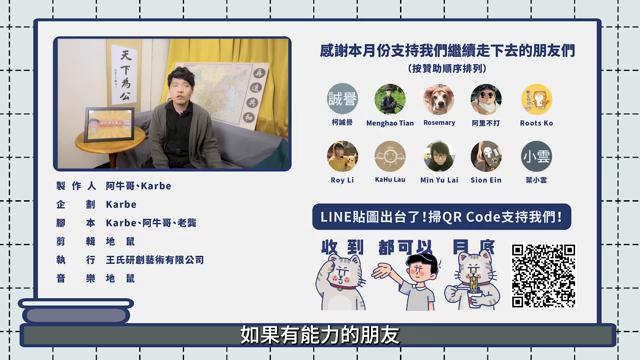 天下為公
再造共和
製作人 阿牛哥、Karbe
企劃 Karbe
腳本 Karbe、阿牛哥、老龔
剪輯 地鼠
執行 王氏研創藝術有限公司
音樂 地鼠
感謝本月份支持我們繼續走下去的朋友們
(按贊助順序排列)
誠譽
柯誠譽
Menghao Tian
Rosemary
阿里不打
Roots Ko
Roy Li
KaHu Lau
Min Yu Lai
Sion Ein
小雲
葉小雲
LINE貼圖出台了!掃QR Code支持我們!
收到
都可以
月底
如果有能力的朋友